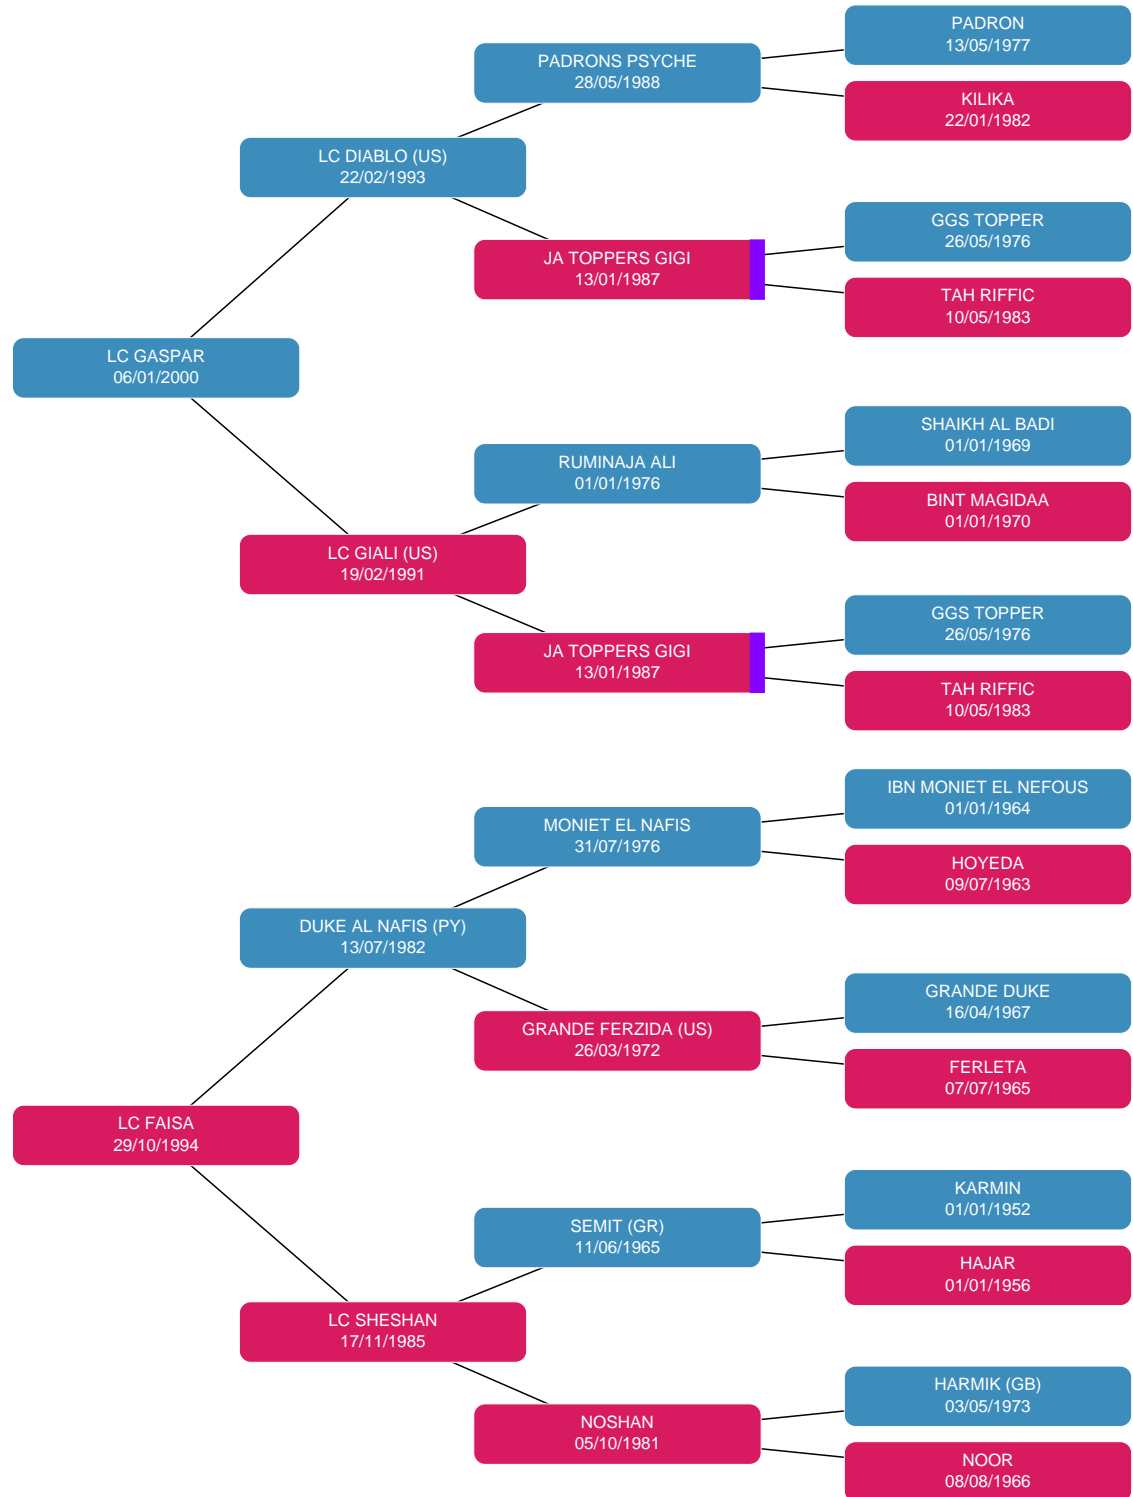 PADRON
13/05/1977
PADRONS PSYCHE
28/05/1988
KILIKA
22/01/1982
LC DIABLO (US)
22/02/1993
GGS TOPPER
26/05/1976
JA TOPPERS GIGI
13/01/1987
TAH RIFFIC
10/05/1983
LC GASPAR
06/01/2000
SHAIKH AL BADI
01/01/1969
RUMINAJA ALI
01/01/1976
BINT MAGIDAA
01/01/1970
LC GIALI (US)
19/02/1991
GGS TOPPER
26/05/1976
JA TOPPERS GIGI
13/01/1987
TAH RIFFIC
10/05/1983
IBN MONIET EL NEFOUS
01/01/1964
MONIET EL NAFIS
31/07/1976
HOYEDA
09/07/1963
DUKE AL NAFIS (PY)
13/07/1982
GRANDE DUKE
16/04/1967
GRANDE FERZIDA (US)
26/03/1972
FERLETA
07/07/1965
LC FAISA
29/10/1994
KARMIN
01/01/1952
SEMIT (GR)
11/06/1965
HAJAR
01/01/1956
LC SHESHAN
17/11/1985
HARMIK (GB)
03/05/1973
NOSHAN
05/10/1981
NOOR
08/08/1966